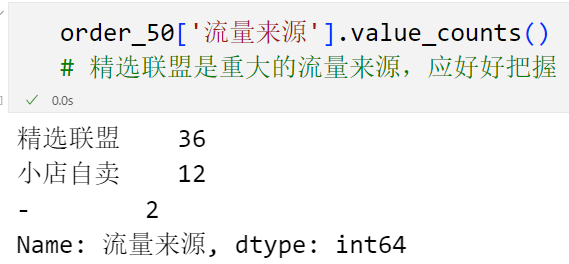 order_50['流量来源'].value_counts()
# 精选联盟是重大的流量来源，应好好把握
0.0s
精选联盟 36
小店自卖 12
- 2
Name: 流量来源, dtype: int64